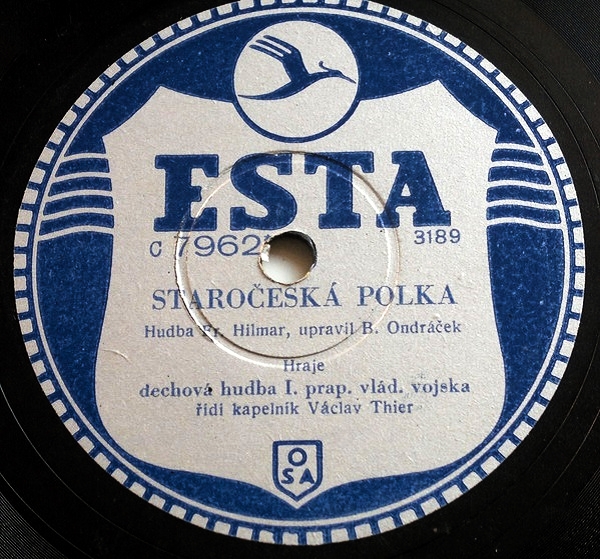 ESTA
C 7962
3189
STAROČESKÁ POLKA
Hudba Fr. Hilmar, upravil B. Ondráček
Hraje
dechová hudba I. prap. vlád. vojska
řídí kapelník Václav Thier
OSA